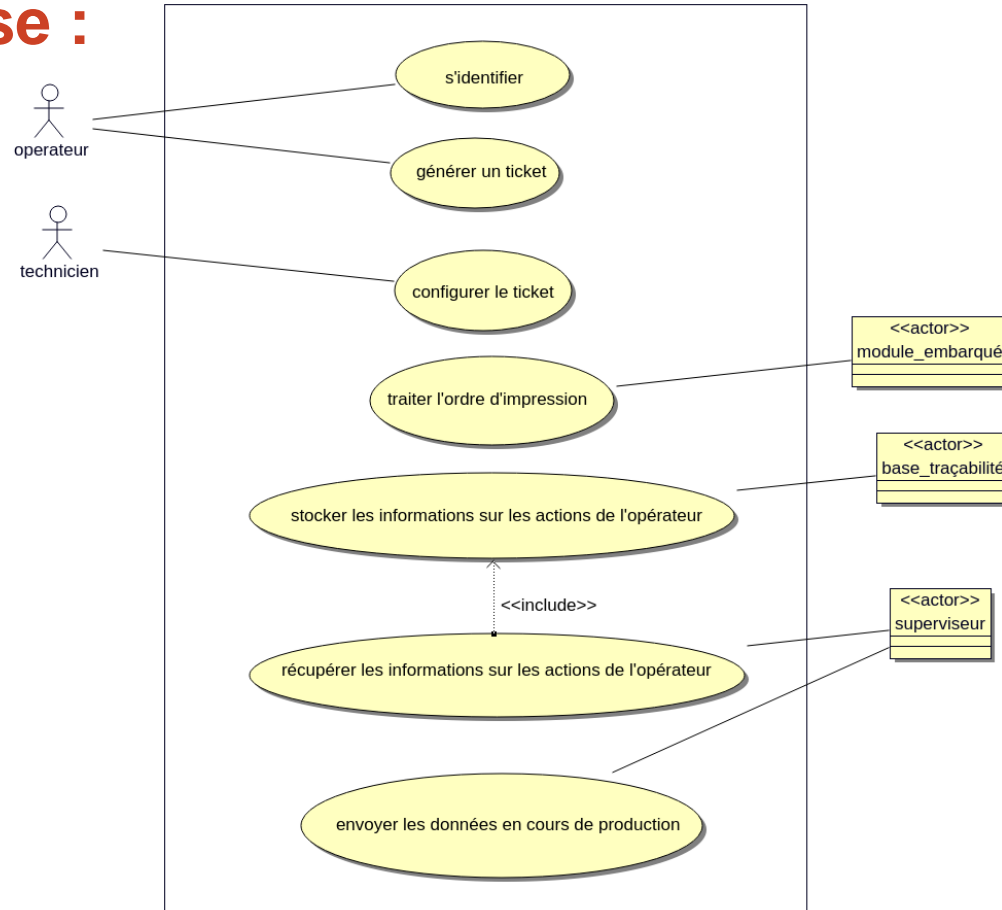 se :
s'identifier
operateur
générer un ticket
technicien
configurer le ticket
<<actor>>
module_embarqué
traiter l'ordre d'impression
<<actor>>
base_traçabilité
stocker les informations sur les actions de l'opérateur
<<include>>
<<actor>>
superviseur
récupérer les informations sur les actions de l'opérateur
envoyer les données en cours de production